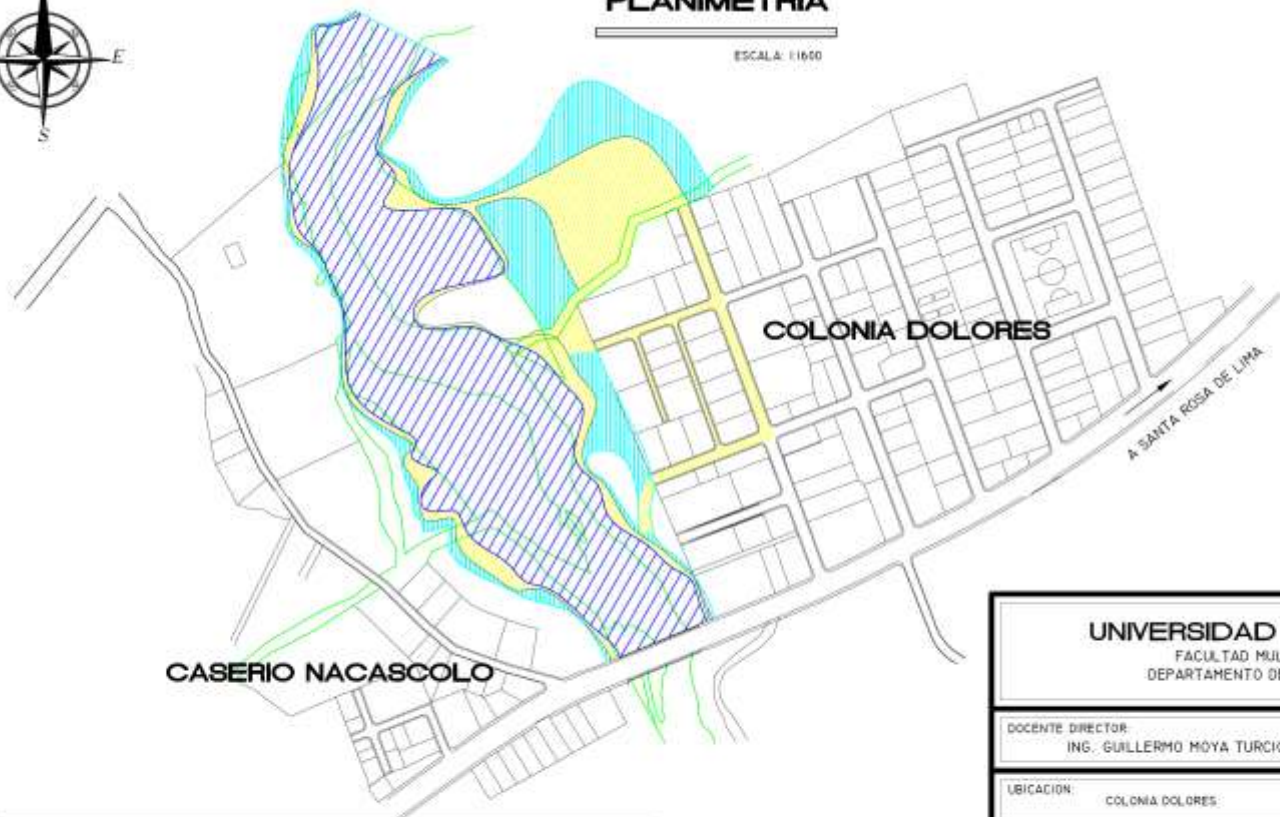 PLANIMETRIA
ESCALA: 1:1600
E
S
COLONIA DOLORES
A SANTA ROSA DE LIMA
CASERIO NACASCOLO
UNIVERSIDAD
FACULTAD MUL
DEPARTAMENTO DE
DOCENTE DIRECTOR:
ING. GUILLERMO MOYA TURCIO
UBICACION:
COLONIA DOLORES